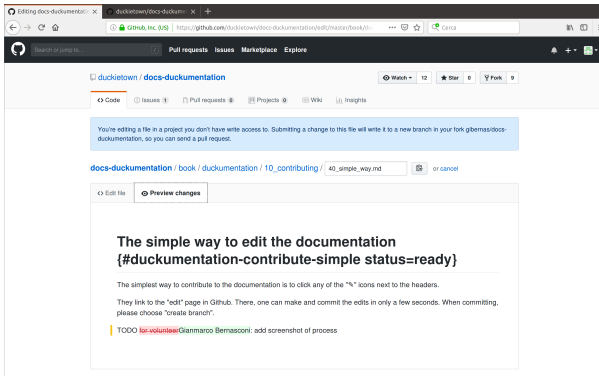 Editing docs-duckumentatic
duckietown/docs-duckumen
GitHub, Inc. (US)
https://github.com/duckietown/docs-duckumentation/edit/master/book/d
Cerca
Search or jump to...
Pull requests Issues Marketplace Explore
duckietown / docs-duckumentation
Watch 12 Star 0 Fork 9
Code Issues 1 Pull requests 0 Projects 0 Wiki Insights
You're editing a file in a project you don't have write access to. Submitting a change to this file will write it to a new branch in your fork gibernas/docs-
duckumentation, so you can send a pull request.
docs-duckumentation / book / duckumentation / 10_contributing / 40_simple_way.md or cancel
Edit file Preview changes
The simple way to edit the documentation
{#duckumentation-contribute-simple status=ready}
The simplest way to contribute to the documentation is to click any of the "✎" icons next to the headers.
They link to the "edit" page in Github. There, one can make and commit the edits in only a few seconds. When committing,
please choose "create branch".
TODO for volunteerGianmarco Bernasconi: add screenshot of process